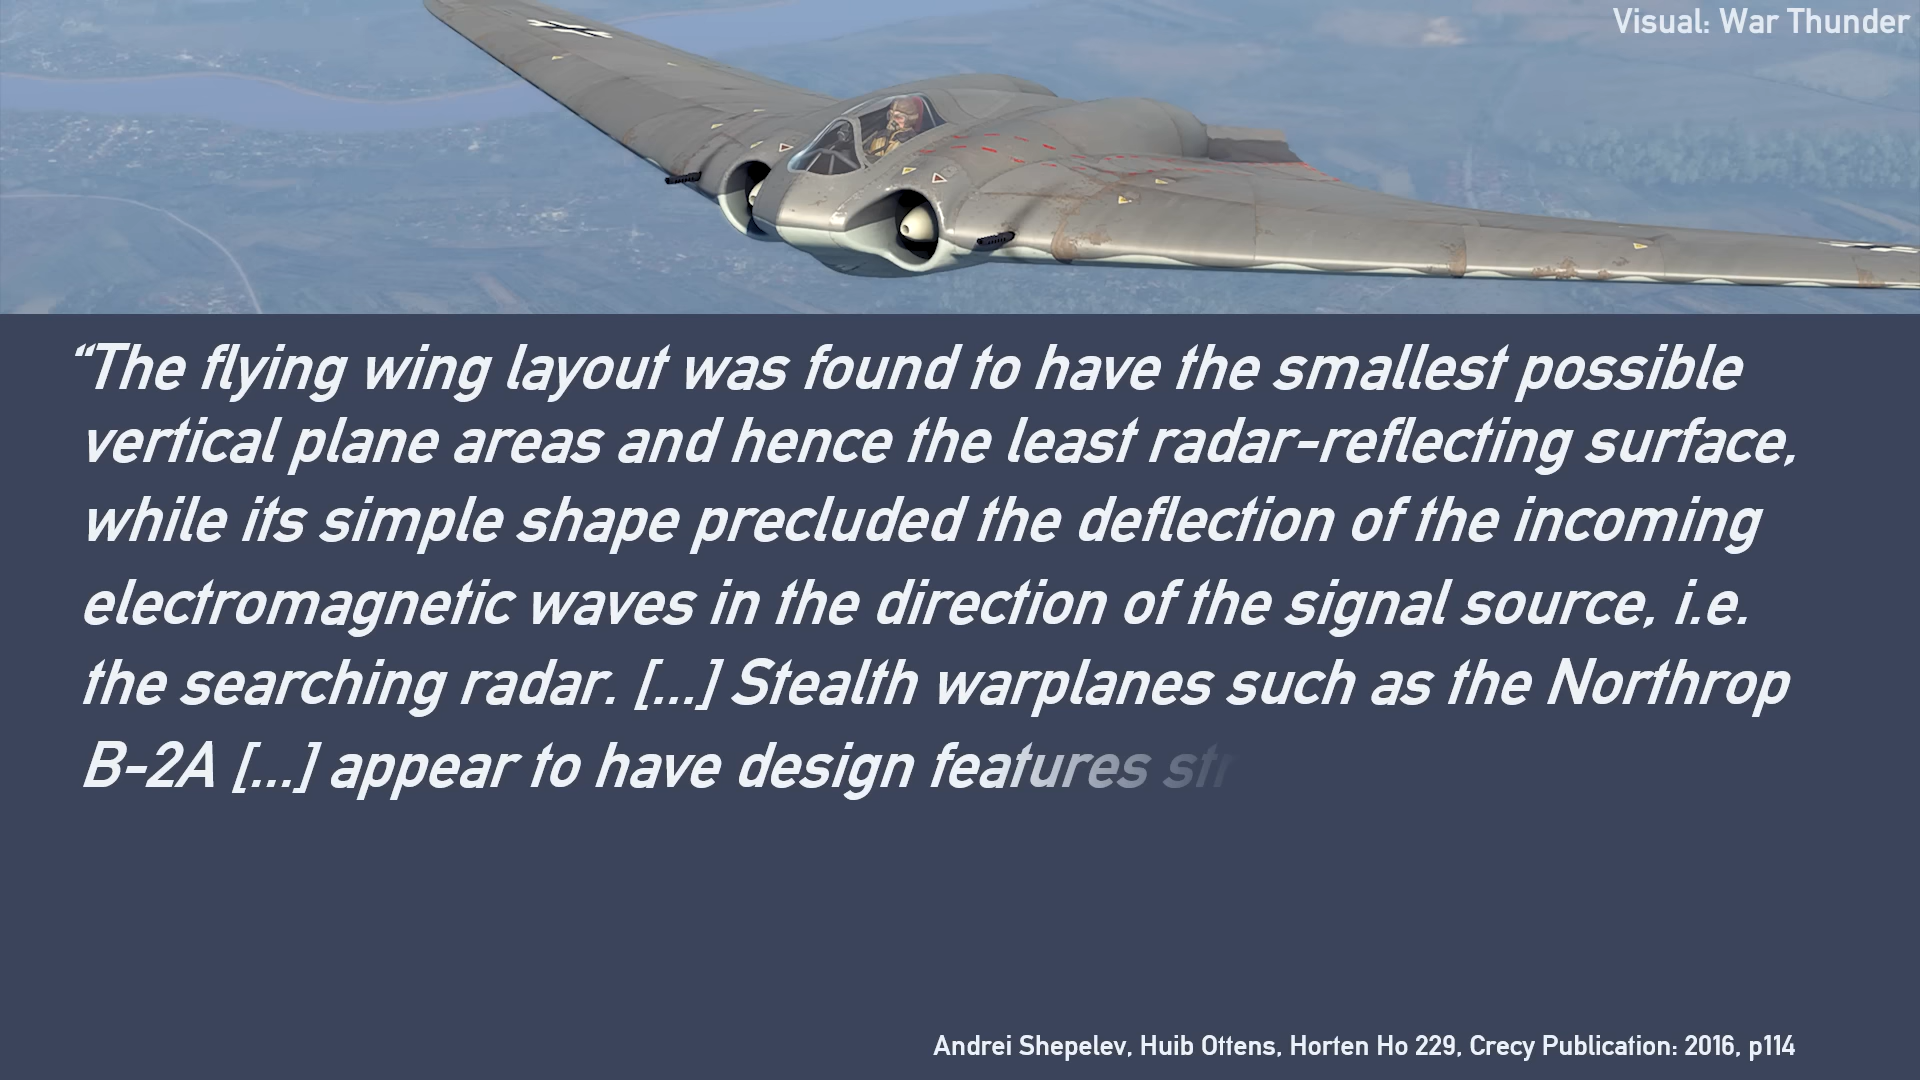 Visual: War Thunder
“The flying wing layout was found to have the smallest possible
vertical plane areas and hence the least radar-reflecting surface,
while its simple shape precluded the deflection of the incoming
electromagnetic waves in the direction of the signal source, i.e.
the searching radar. [...] Stealth warplanes such as the Northrop
B-2A [...] appear to have design features
Andrei Shepelev, Huib Ottens, Horten Ho 229, Crecy Publication: 2016, p114